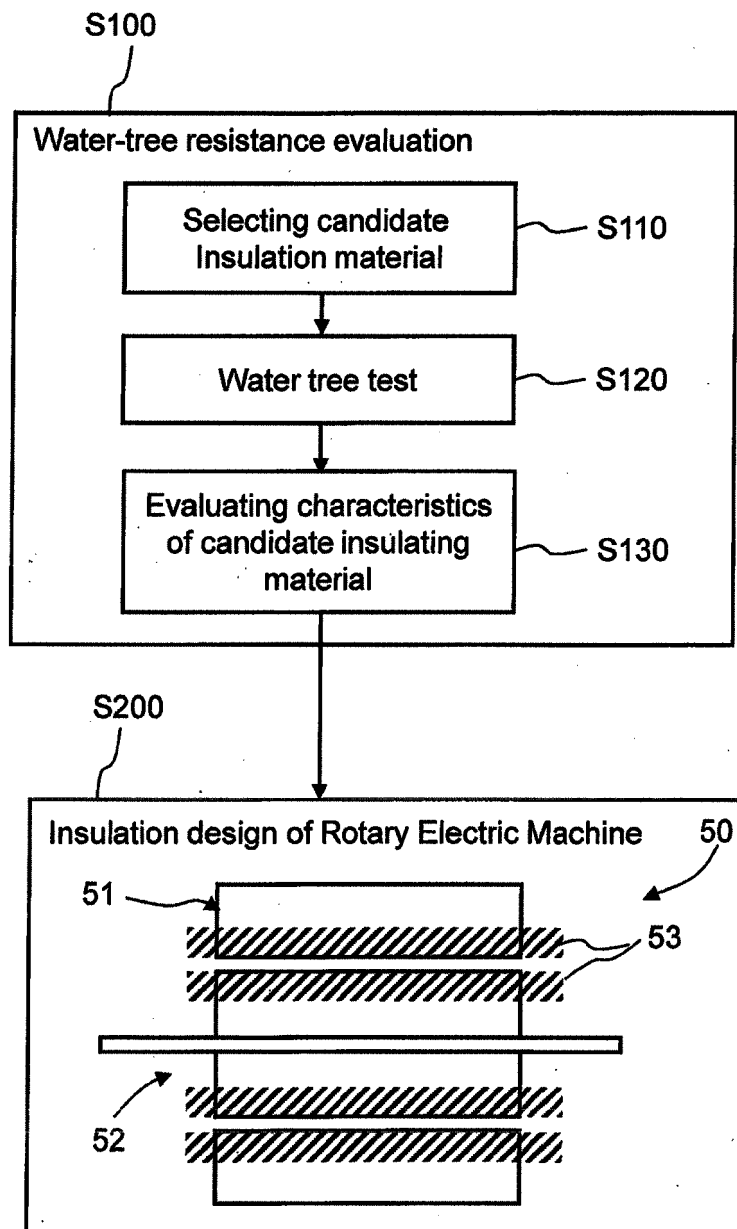 S100
Water-tree resistance evaluation
Selecting candidate
Insulation material
S110
Water tree test
S120
Evaluating characteristics
of candidate insulating
material
S130
S200
Insulation design of Rotary Electric Machine
50
51
53
52